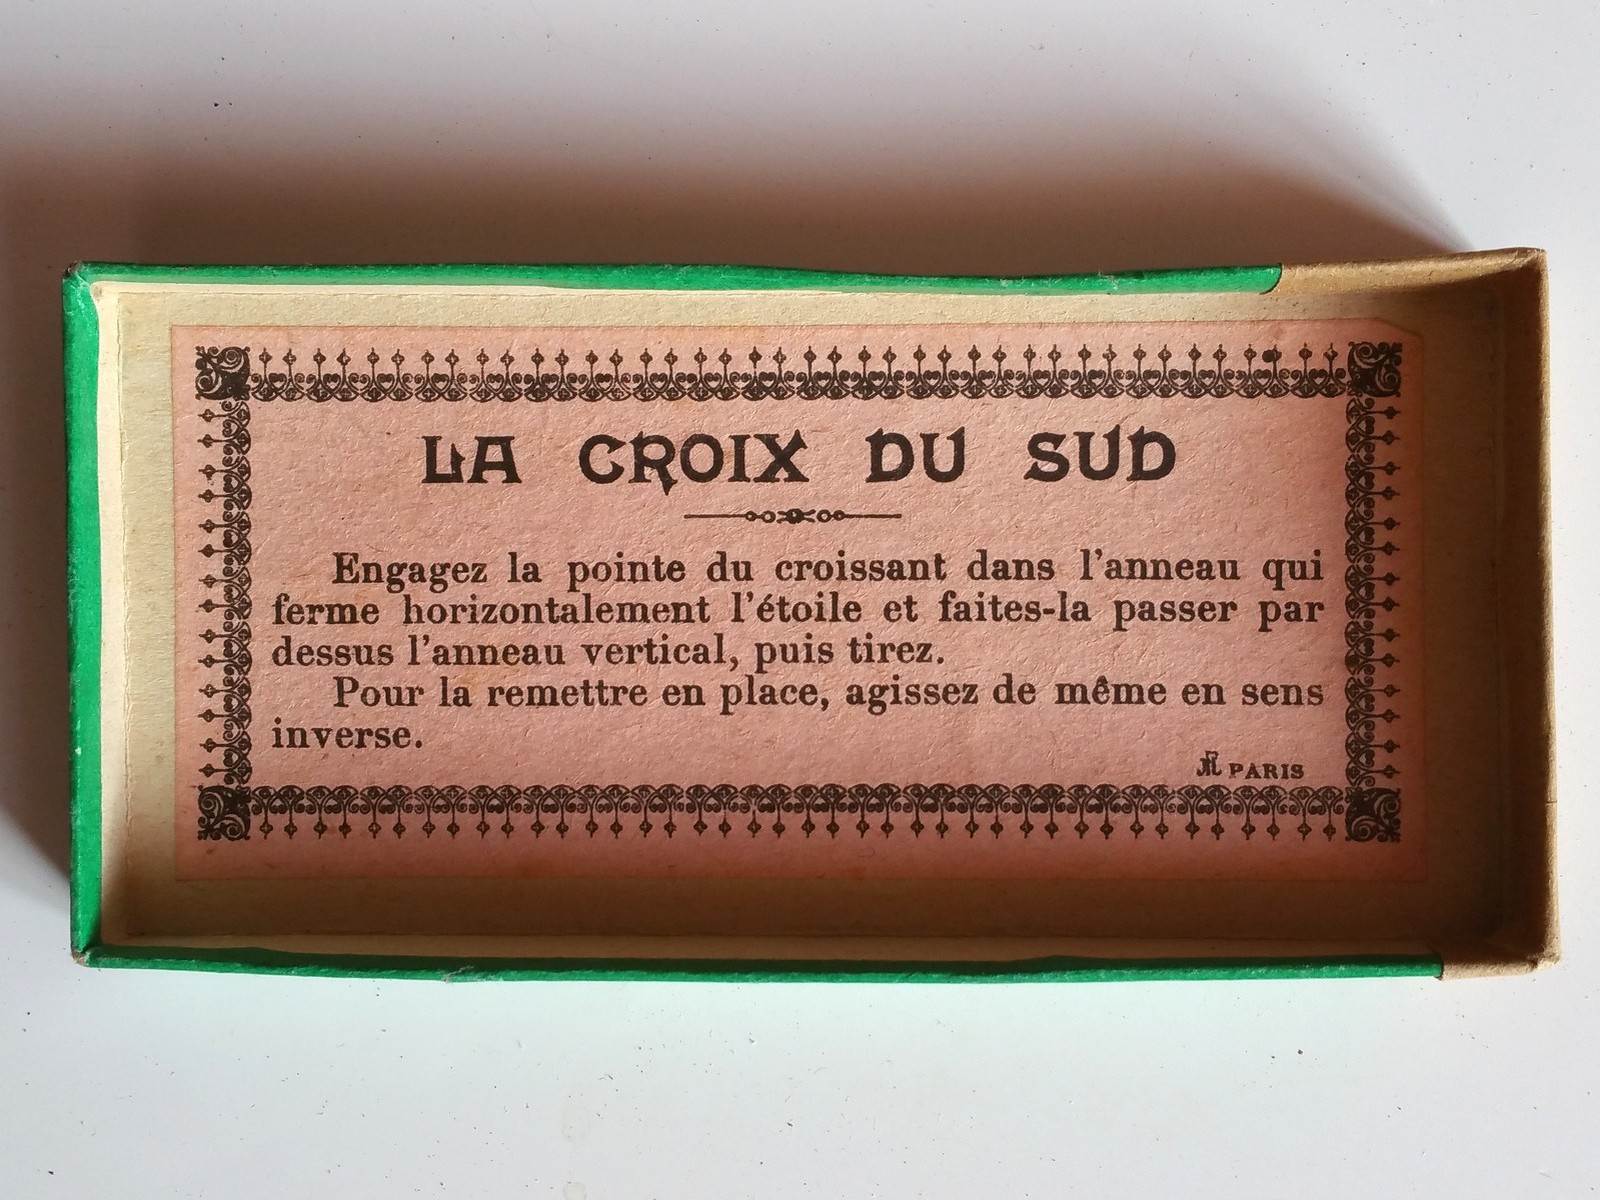 LA CROIX DU SUD
Engagez la pointe du croissant dans l'anneau qui
ferme horizontalement l'étoile et faites-la passer par
dessus l'anneau vertical, puis tirez.
Pour la remettre en place, agissez de même en sens
inverse.
PARIS